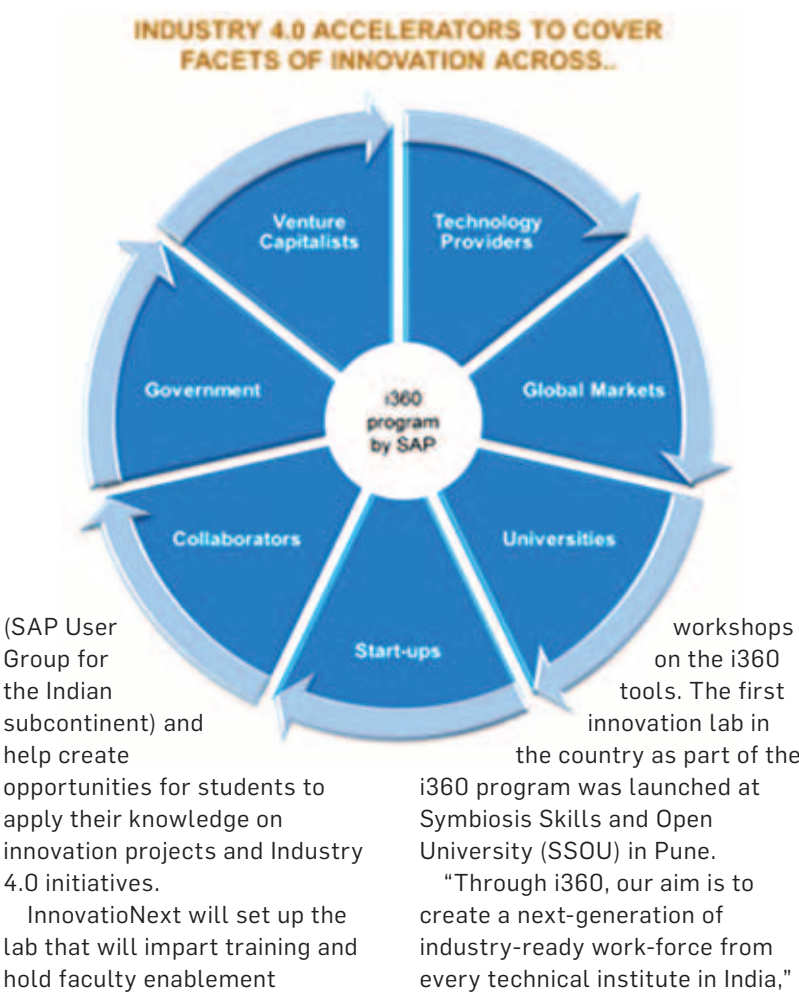 INDUSTRY 4.0 ACCELERATORS TO COVER
FACETS OF INNOVATION ACROSS..
Venture
Capitalists
Technology
Providers
Government
Global Markets
i360
program
by SAP
Collaborators
Universities
Start-ups
(SAP User
Group for
the Indian
subcontinent) and
help create
opportunities for students to
apply their knowledge on
innovation projects and Industry
4.0 initiatives.
InnovatioNext will set up the
lab that will impart training and
hold faculty enablement
workshops
on the i360
tools. The first
innovation lab in
the country as part of the
i360 program was launched at
Symbiosis Skills and Open
University (SSOU) in Pune.
“Through i360, our aim is to
create a next-generation of
industry-ready work-force from
every technical institute in India,”